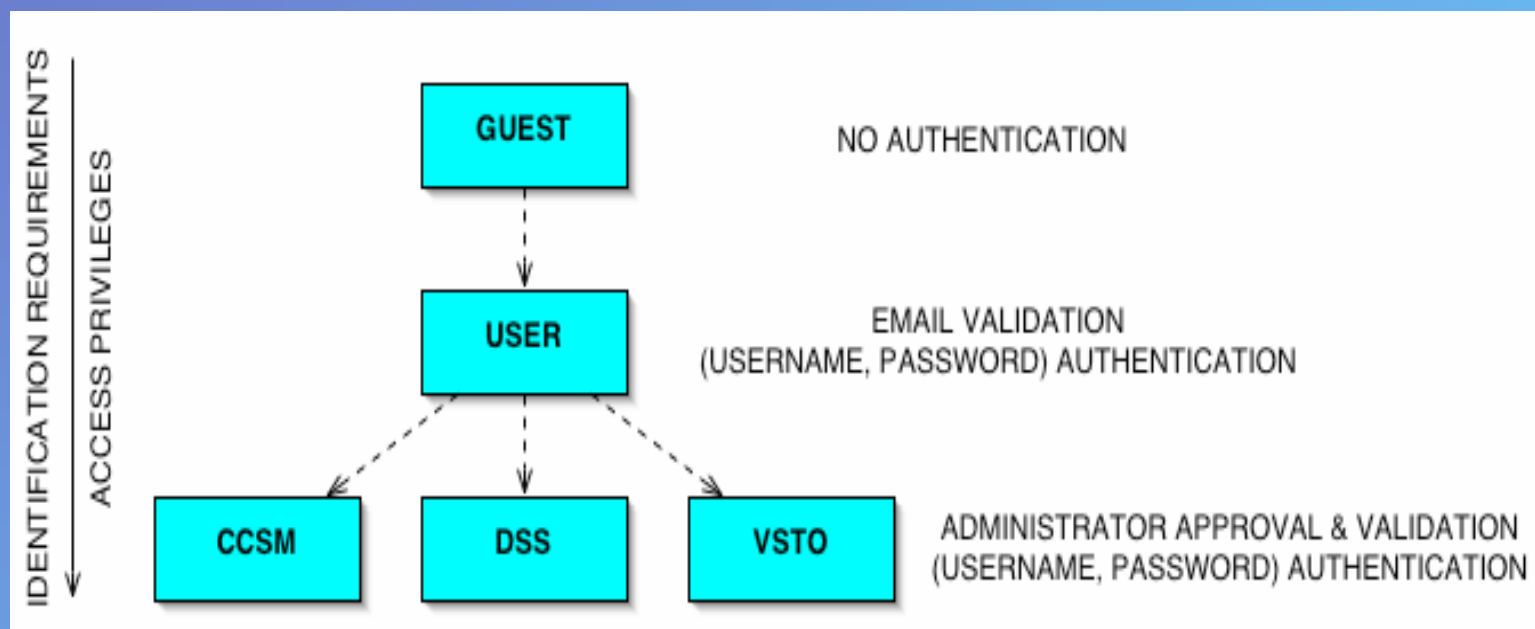 IDENTIFICATION REQUIREMENTS
ACCESS PRIVILEGES
GUEST
NO AUTHENTICATION
USER
EMAIL VALIDATION
(USERNAME, PASSWORD) AUTHENTICATION
CCSM
DSS
VSTO
ADMINISTRATOR APPROVAL & VALIDATION
(USERNAME, PASSWORD) AUTHENTICATION